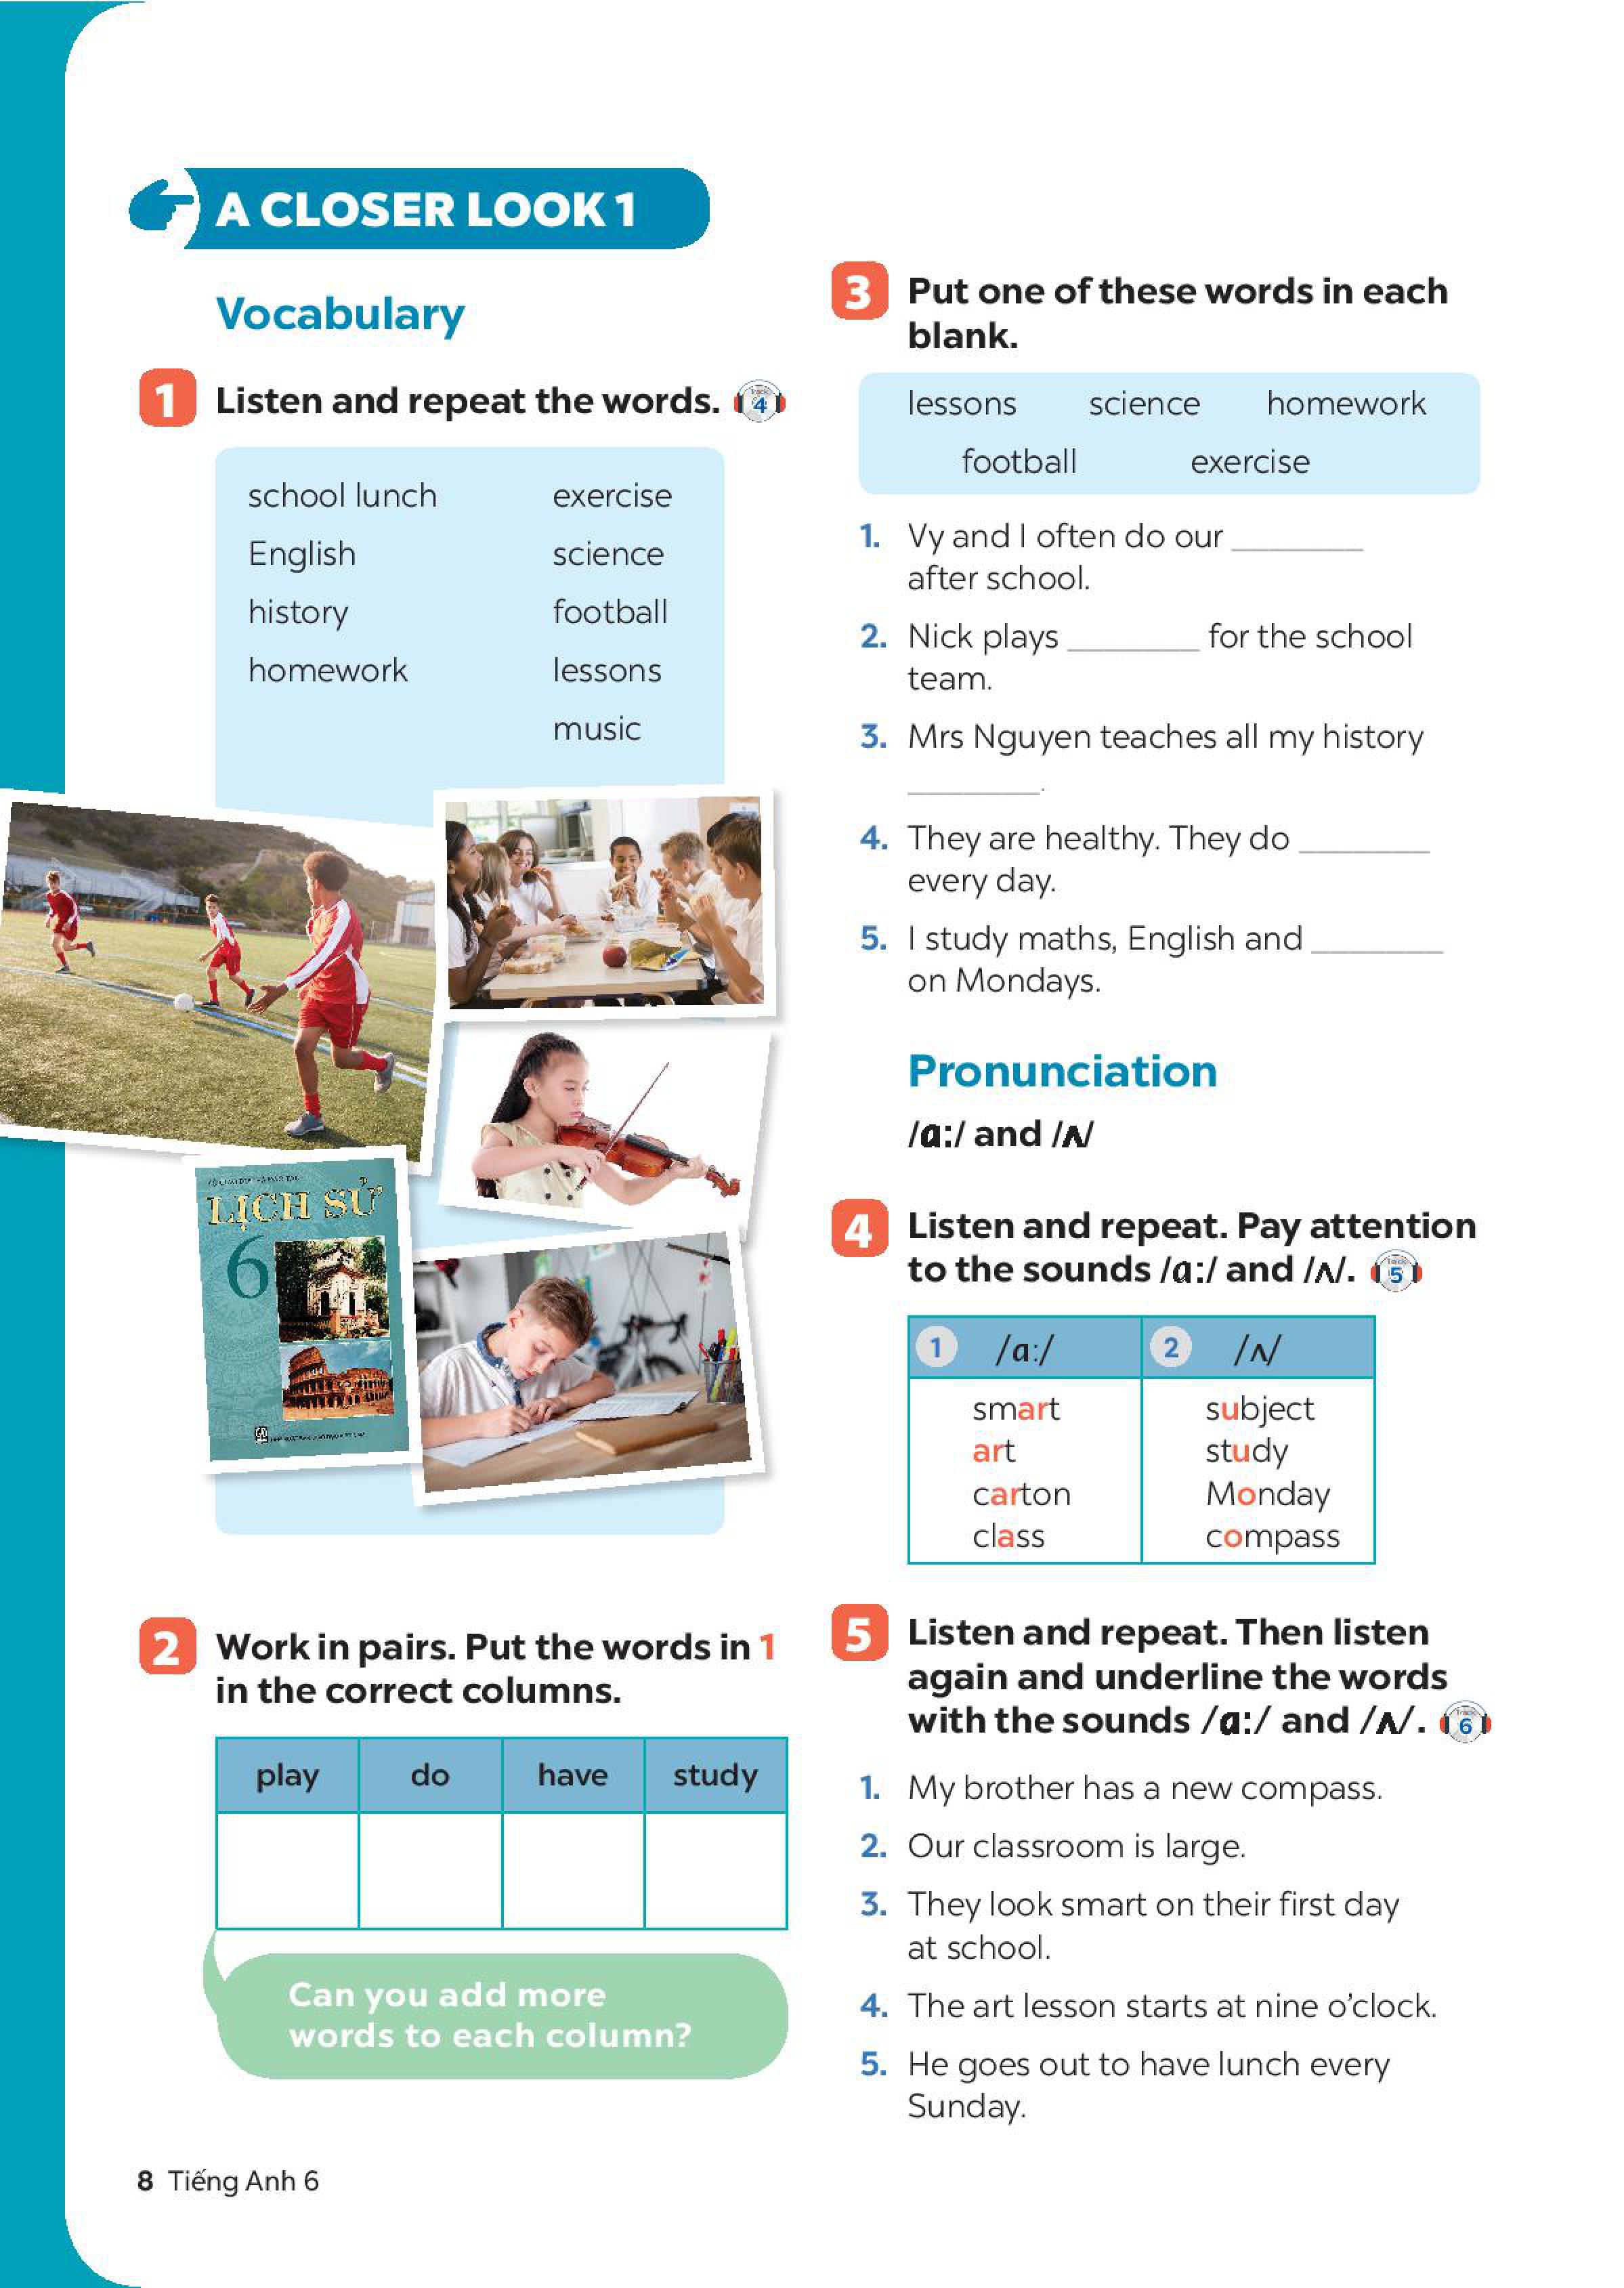 A CLOSER LOOK 1
Vocabulary
1 Listen and repeat the words. Track 4
school lunch exercise
English science
history football
homework lessons
music
LỊCH SỬ
6
2 Work in pairs. Put the words in 1
in the correct columns.
play do have study
Can you add more
words to each column?
3 Put one of these words in each
blank.
lessons science homework
football exercise
1. Vy and I often do our ________
after school.
2. Nick plays ________ for the school
team.
3. Mrs Nguyen teaches all my history
________.
4. They are healthy. They do ________
every day.
5. I study maths, English and ________
on Mondays.
Pronunciation
/ɑː/ and /ʌ/
4 Listen and repeat. Pay attention
to the sounds /ɑː/ and /ʌ/. Track 5
1 /ɑː/ 2 /ʌ/
smart subject
art study
carton Monday
class compass
5 Listen and repeat. Then listen
again and underline the words
with the sounds /ɑː/ and /ʌ/. Track 6
1. My brother has a new compass.
2. Our classroom is large.
3. They look smart on their first day
at school.
4. The art lesson starts at nine o'clock.
5. He goes out to have lunch every
Sunday.
8 Tiếng Anh 6